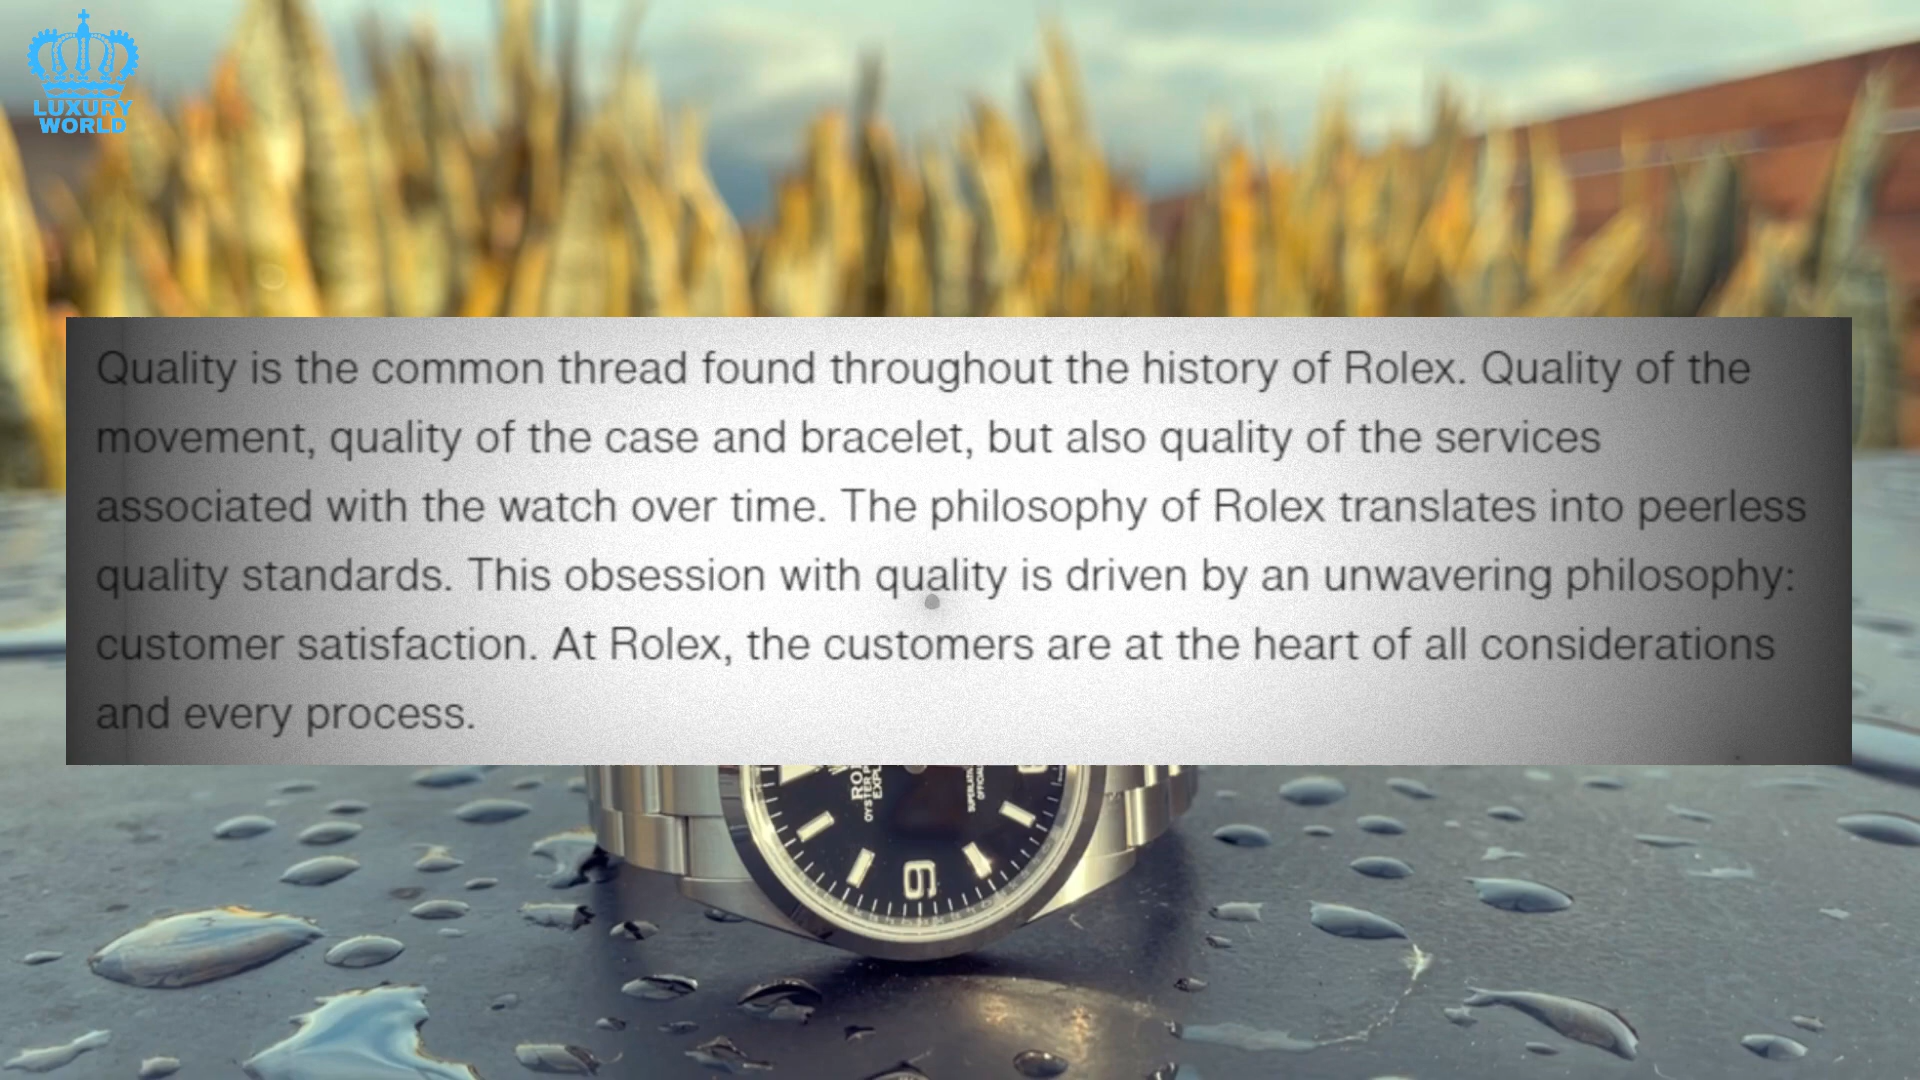 LUXURY
WORLD
Quality is the common thread found throughout the history of Rolex. Quality of the
movement, quality of the case and bracelet, but also quality of the services
associated with the watch over time. The philosophy of Rolex translates into peerless
quality standards. This obsession with quality is driven by an unwavering philosophy:
customer satisfaction. At Rolex, the customers are at the heart of all considerations
and every process.
9